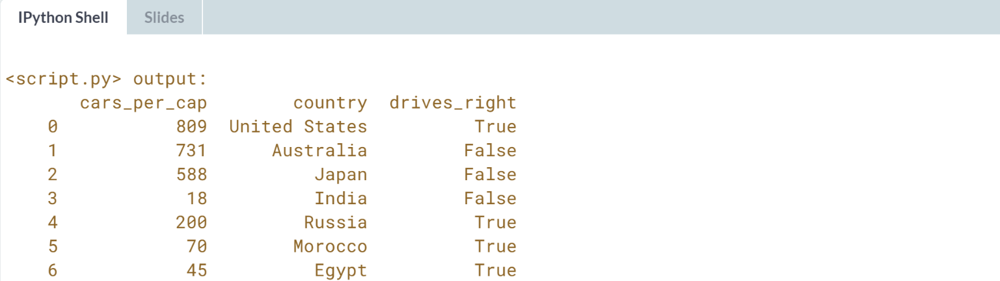 IPython Shell Slides
<script.py> output:
cars_per_cap country drives_right
0 809 United States True
1 731 Australia False
2 588 Japan False
3 18 India False
4 200 Russia True
5 70 Morocco True
6 45 Egypt True